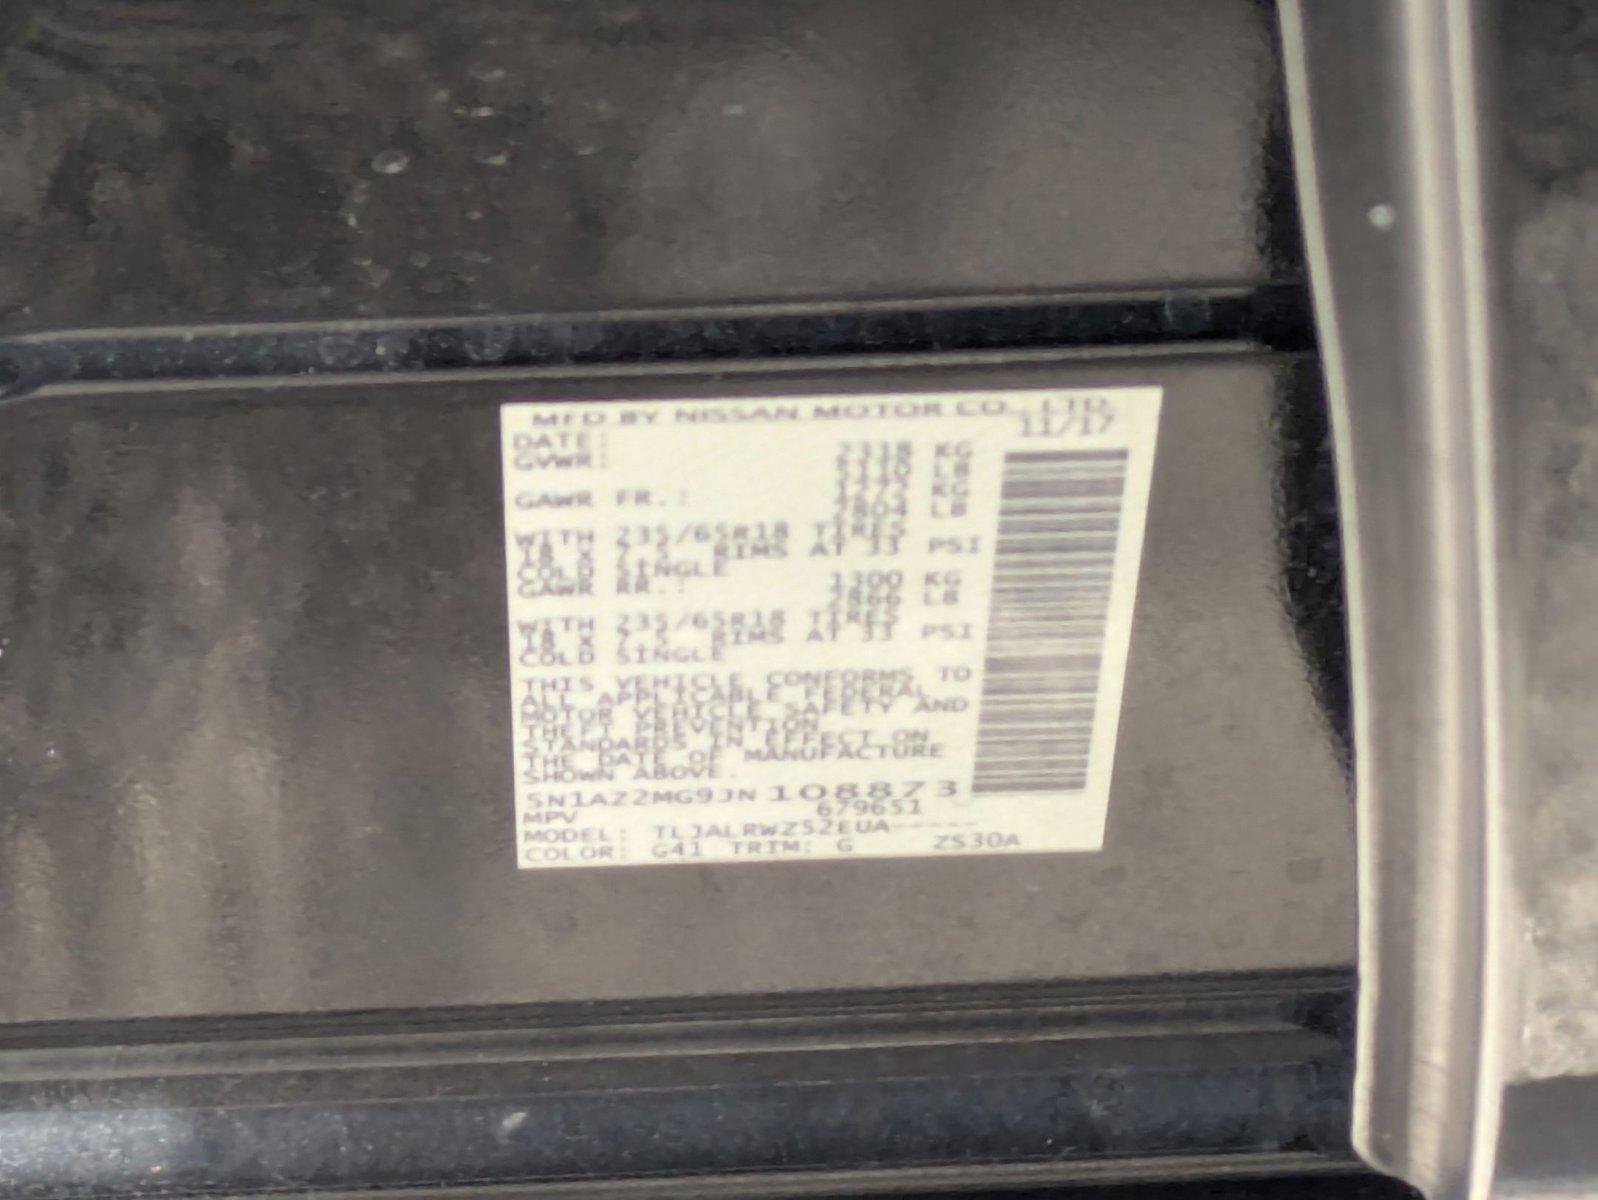 MFD BY NISSAN MOTOR CO., LTD.
DATE: 11/17
GVWR: 2318 KG
5110 LB
GAWR FR.: KG
2804 LB
WITH 235/65R18 TIRES
18 X 7.5 RIMS AT 33 PSI
COLD SINGLE
GAWR RR.: 1300 KG
2866 LB
WITH 235/65R18 TIRES
18 X 7.5 RIMS AT 33 PSI
COLD SINGLE
THIS VEHICLE CONFORMS TO
ALL APPLICABLE FEDERAL
MOTOR VEHICLE SAFETY AND
THEFT PREVENTION
STANDARDS IN EFFECT ON
THE DATE OF MANUFACTURE
SHOWN ABOVE.
5N1AZ2MG9JN108873
MPV 679651
MODEL: TLJALRWZ52EUA-----
COLOR: G41 TRIM: G ZS30A